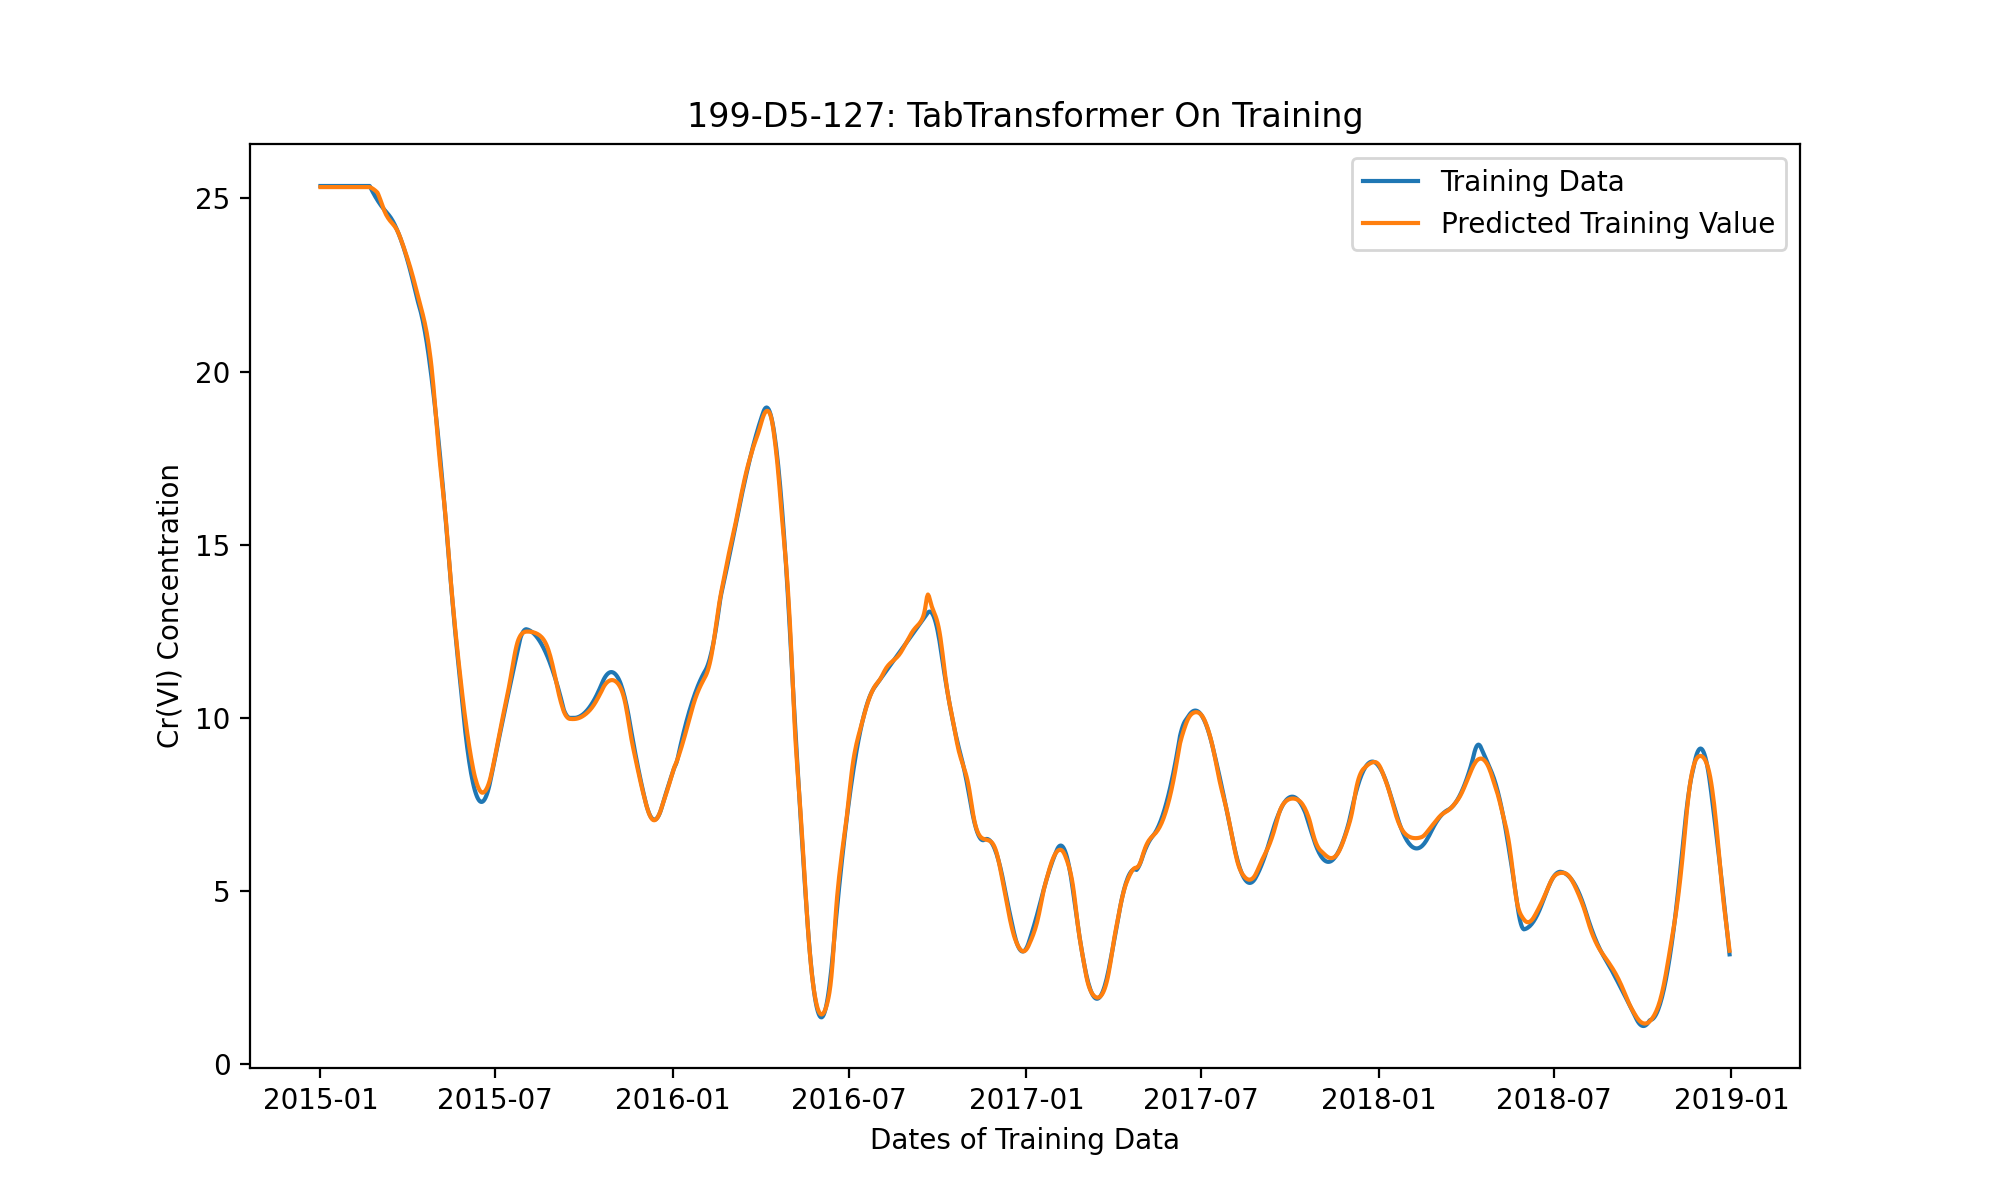 199-D5-127: TabTransformer On Training
Training Data
Predicted Training Value
Cr(VI) Concentration
25
20
15
10
5
0
2015-01 2015-07 2016-01 2016-07 2017-01 2017-07 2018-01 2018-07 2019-01
Dates of Training Data